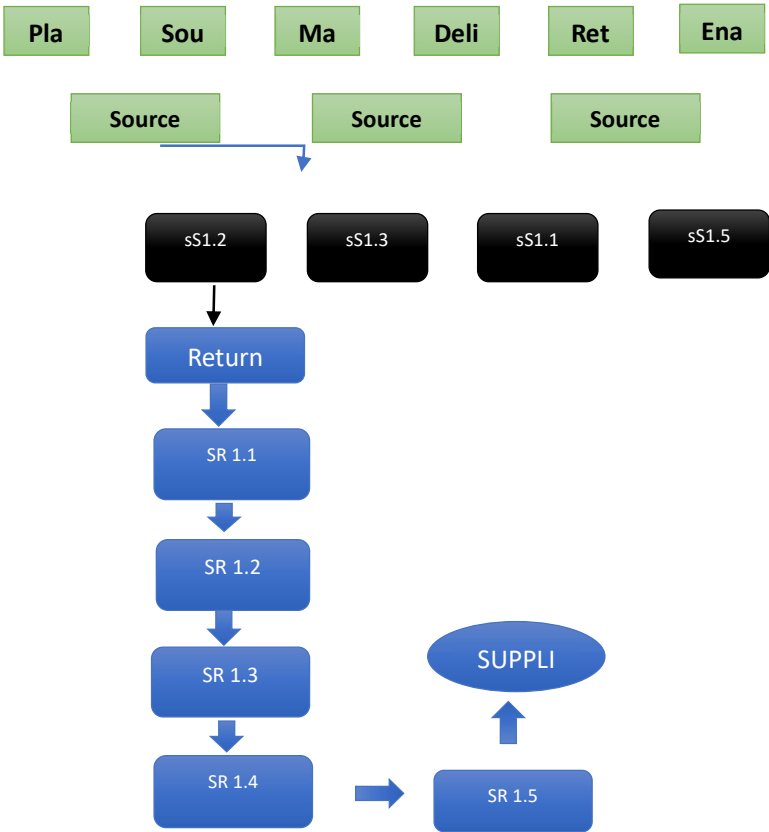 Pla Sou Ma Deli Ret Ena
Source Source Source
sS1.2 sS1.3 sS1.1 sS1.5
Return
SR 1.1
SR 1.2
SR 1.3
SUPPLI
SR 1.4
SR 1.5